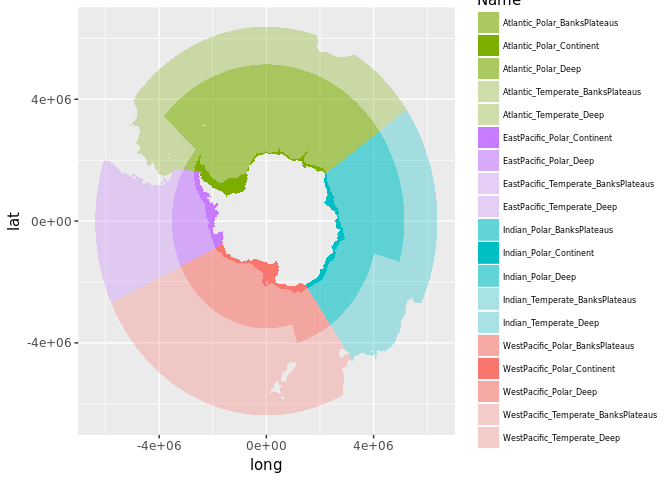 Name
Atlantic_Polar_BanksPlateaus
Atlantic_Polar_Continent
Atlantic_Polar_Deep
Atlantic_Temperate_BanksPlateaus
Atlantic_Temperate_Deep
EastPacific_Polar_Continent
EastPacific_Polar_Deep
EastPacific_Temperate_BanksPlateaus
EastPacific_Temperate_Deep
Indian_Polar_BanksPlateaus
Indian_Polar_Continent
Indian_Polar_Deep
Indian_Temperate_BanksPlateaus
Indian_Temperate_Deep
WestPacific_Polar_BanksPlateaus
WestPacific_Polar_Continent
WestPacific_Polar_Deep
WestPacific_Temperate_BanksPlateaus
WestPacific_Temperate_Deep
4e+06
0e+00
-4e+06
lat
-4e+06 0e+00 4e+06
long